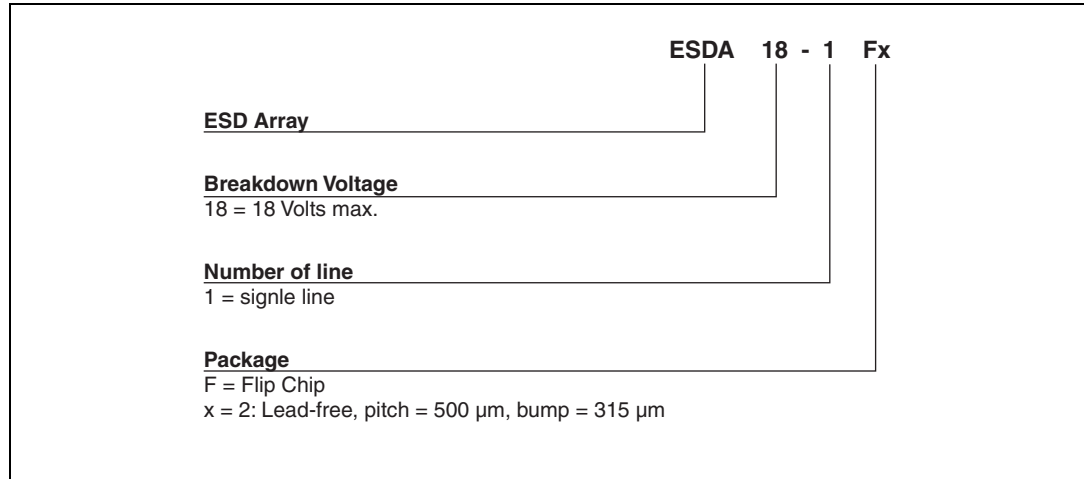 ESDA 18 - 1 Fx
ESD Array
Breakdown Voltage
18 = 18 Volts max.
Number of line
1 = signle line
Package
F = Flip Chip
x = 2: Lead-free, pitch = 500 µm, bump = 315 µm